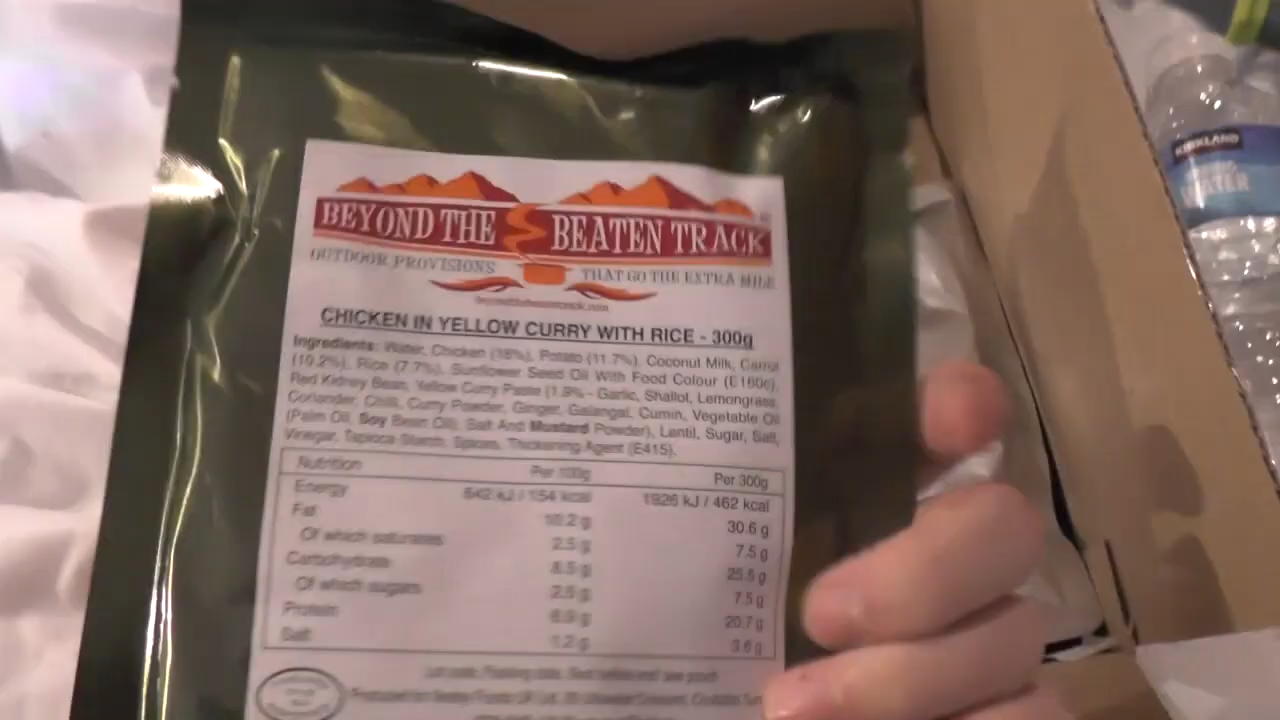 BEYOND THE BEATEN TRACK
OUTDOOR PROVISIONS THAT GO THE EXTRA MILE
CHICKEN IN YELLOW CURRY WITH RICE - 300g
Ingredients: Water, Chicken (18%), Potato (11.7%), Coconut Milk, Carrot
(10.2%), Rice (7.7%), Sunflower Seed Oil With Food Colour (E160c),
Red Kidney Bean, Yellow Curry Paste (1.9% - Garlic, Shallot, Lemongrass,
Coriander, Chilli, Curry Powder, Ginger, Galangal, Cumin, Vegetable Oil
(Palm Oil, Soy Bean Oil), Salt And Mustard Powder), Lentil, Sugar, Salt,
Vinegar, Tapioca Starch, Spices, Thickening Agent (E415).
Nutrition Per 100g Per 300g
Energy 642 kJ / 154 kcal 1926 kJ / 462 kcal
Fat 10.2 g 30.6 g
Of which saturates 2.5 g 7.5 g
Carbohydrate 8.5 g 25.5 g
Of which sugars 2.5 g 7.5 g
Protein 6.9 g 20.7 g
Salt 1.2 g 3.6 g
KIRKLAND
WATER